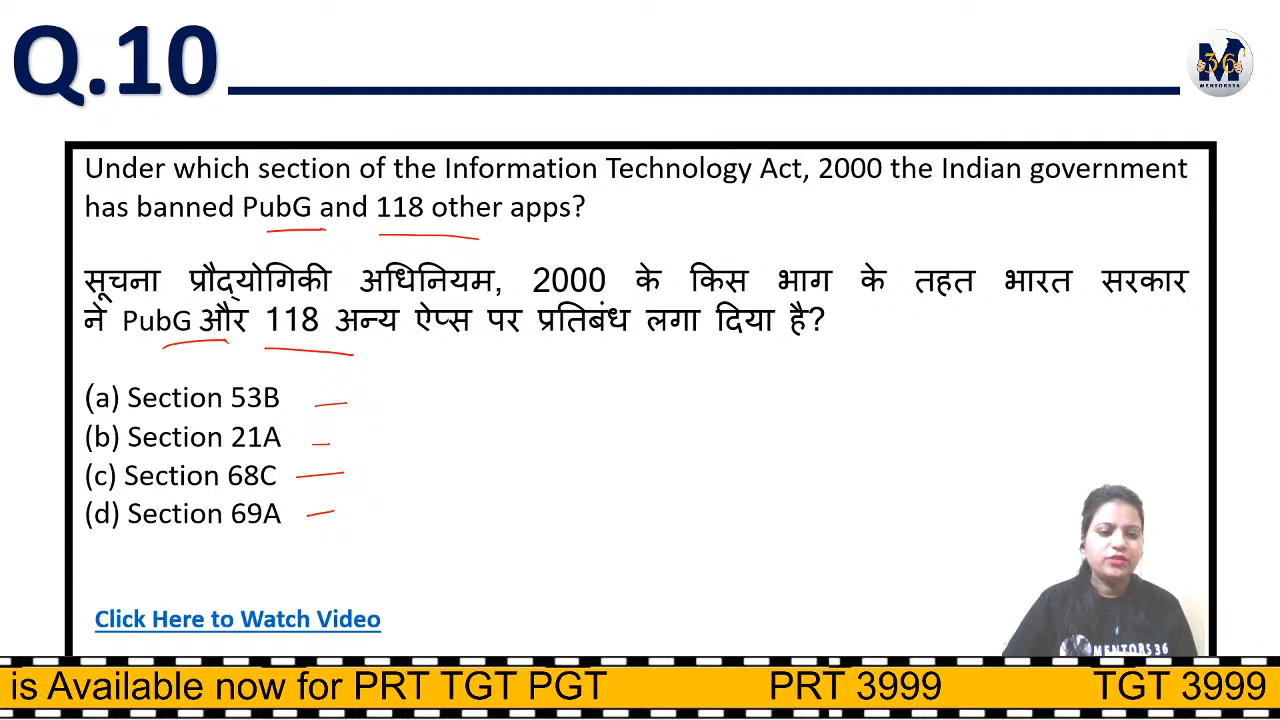 Q.10
M
36
MENTORS36
Under which section of the Information Technology Act, 2000 the Indian government
has banned PubG and 118 other apps?
सूचना प्रौद्योगिकी अधिनियम, 2000 के किस भाग के तहत भारत सरकार
ने PubG और 118 अन्य ऐप्स पर प्रतिबंध लगा दिया है?
(a) Section 53B
(b) Section 21A
(c) Section 68C
(d) Section 69A
Click Here to Watch Video
MENTORS36
is Available now for PRT TGT PGT PRT 3999 TGT 3999